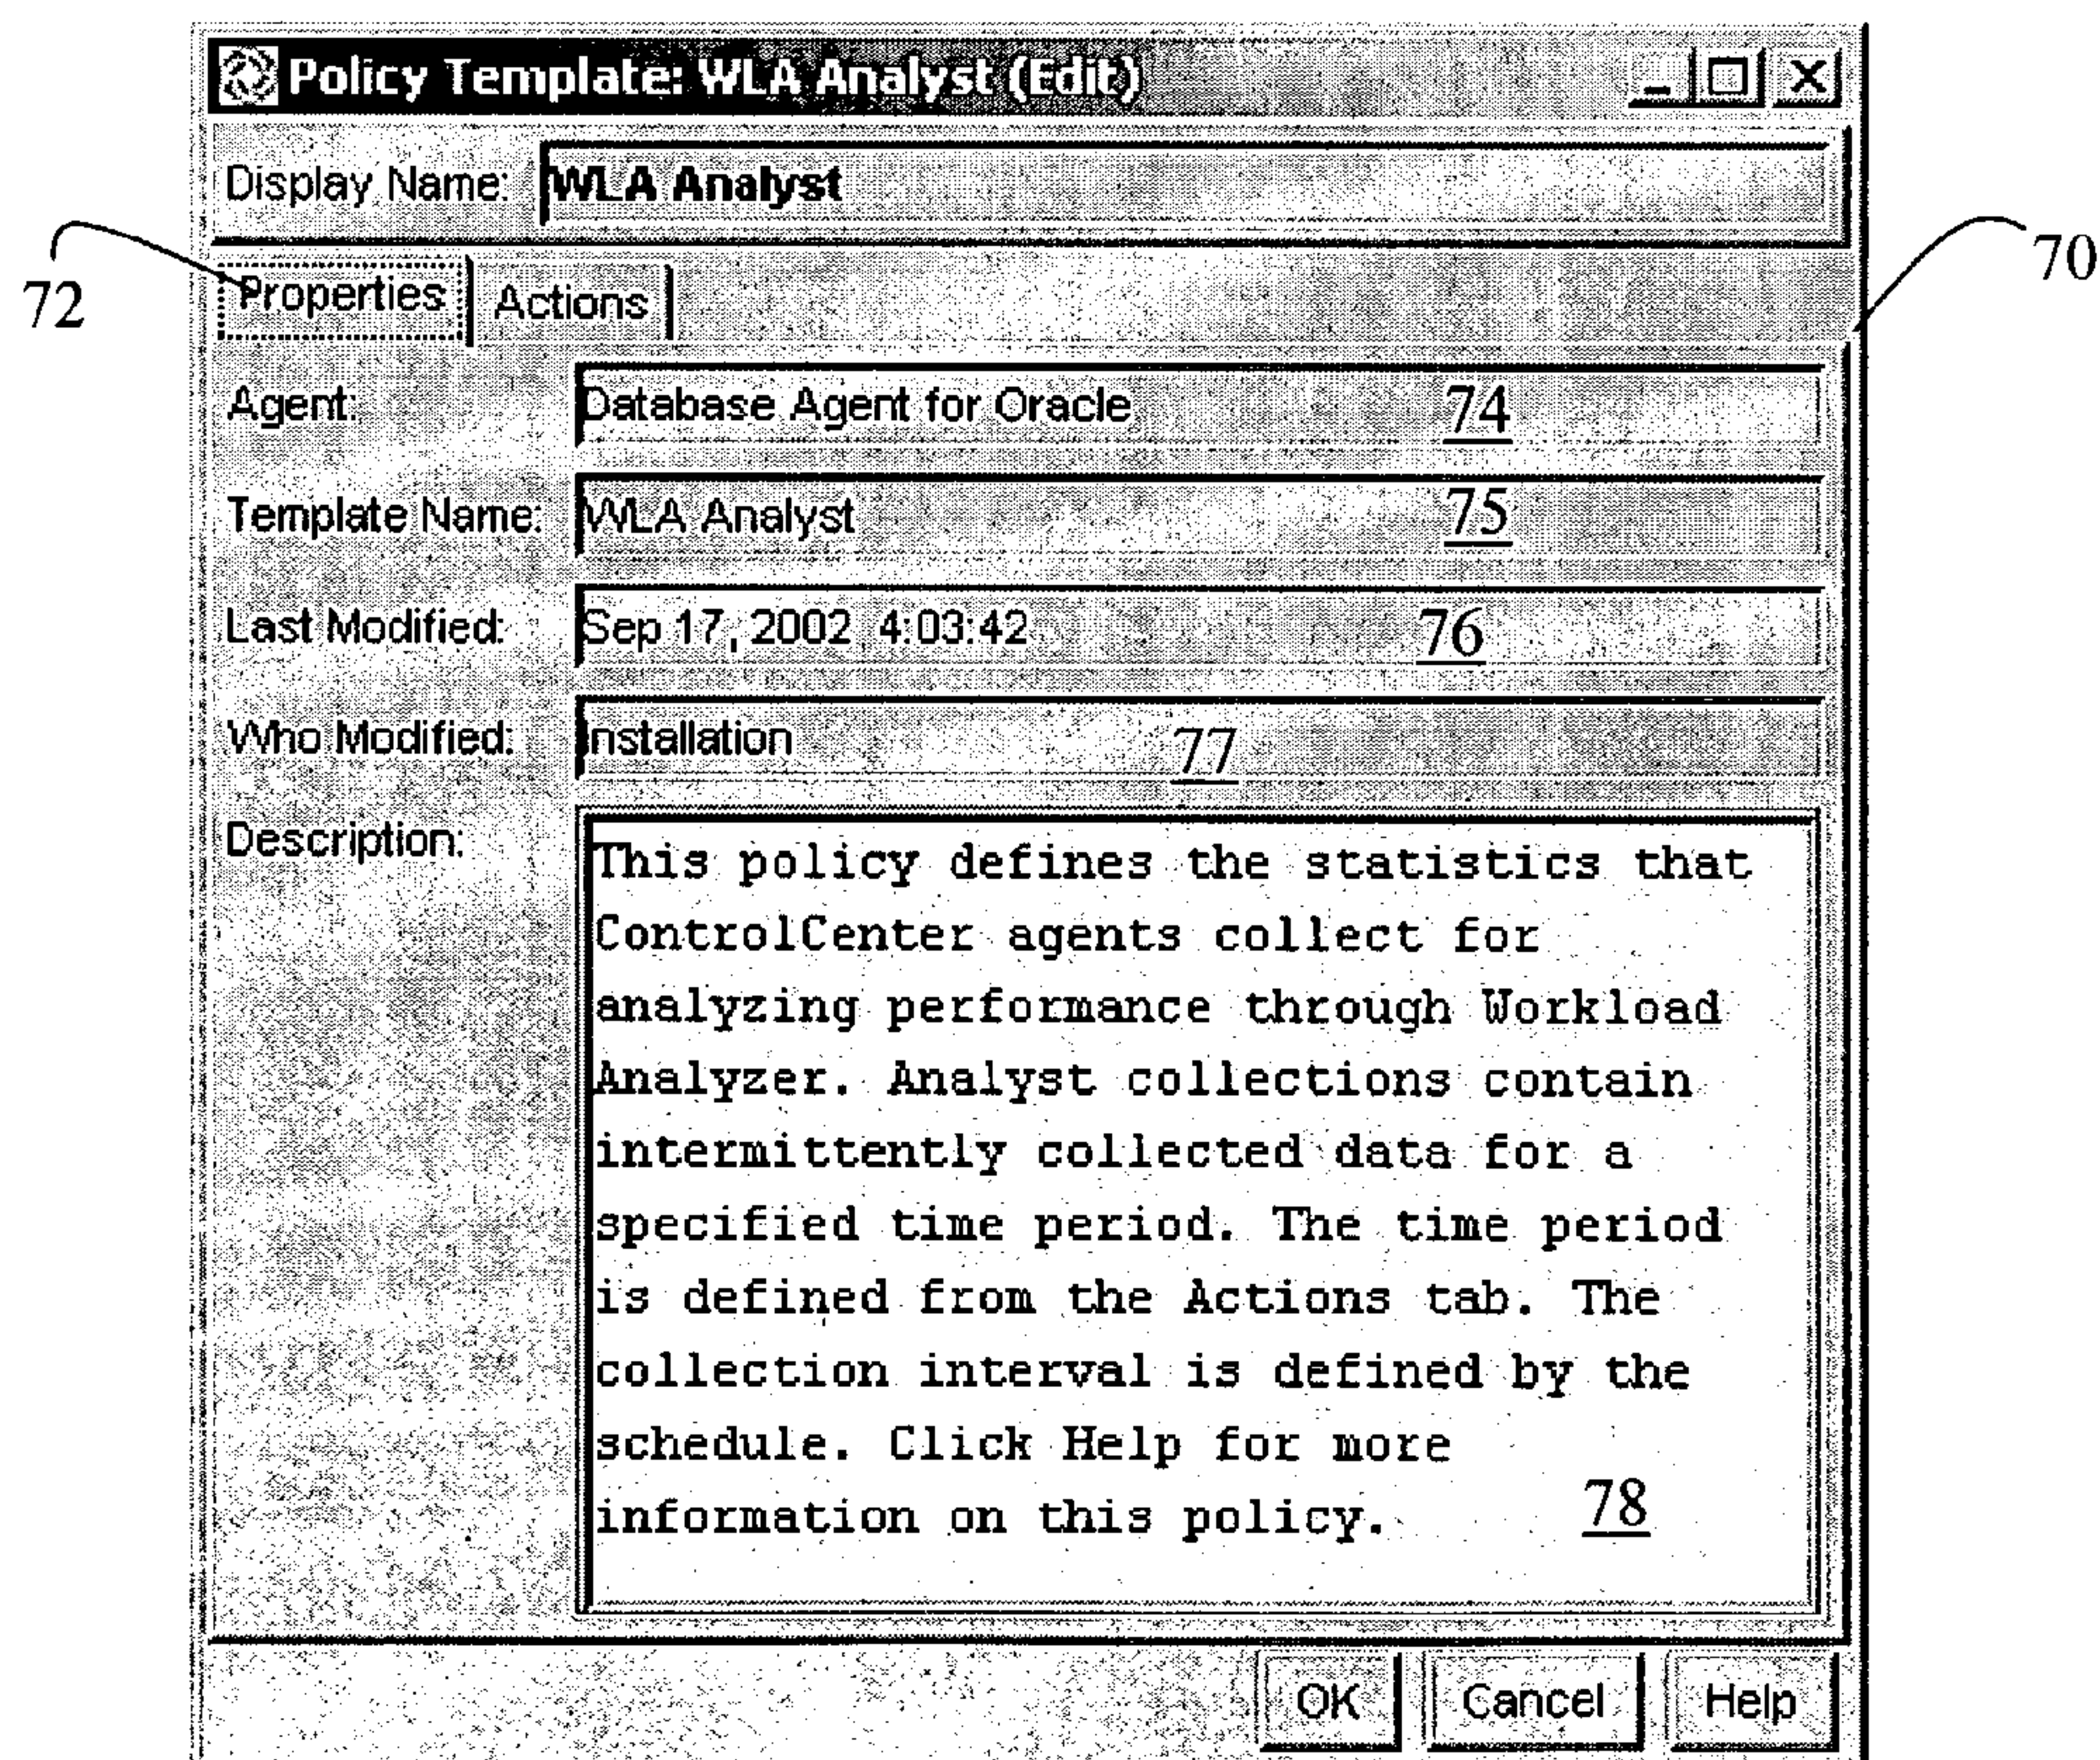 Policy Template: WLA Analyst (Edit)
Display Name: WLA Analyst
70
72
Properties Actions
Agent: Database Agent for Oracle 74
Template Name: WLA Analyst 75
Last Modified: Sep 17, 2002 4:03:42 76
Who Modified: Installation 77
Description:
This policy defines the statistics that
ControlCenter agents collect for
analyzing performance through Workload
Analyzer. Analyst collections contain
intermittently collected data for a
specified time period. The time period
is defined from the Actions tab. The
collection interval is defined by the
schedule. Click Help for more
information on this policy. 78
OK Cancel Help